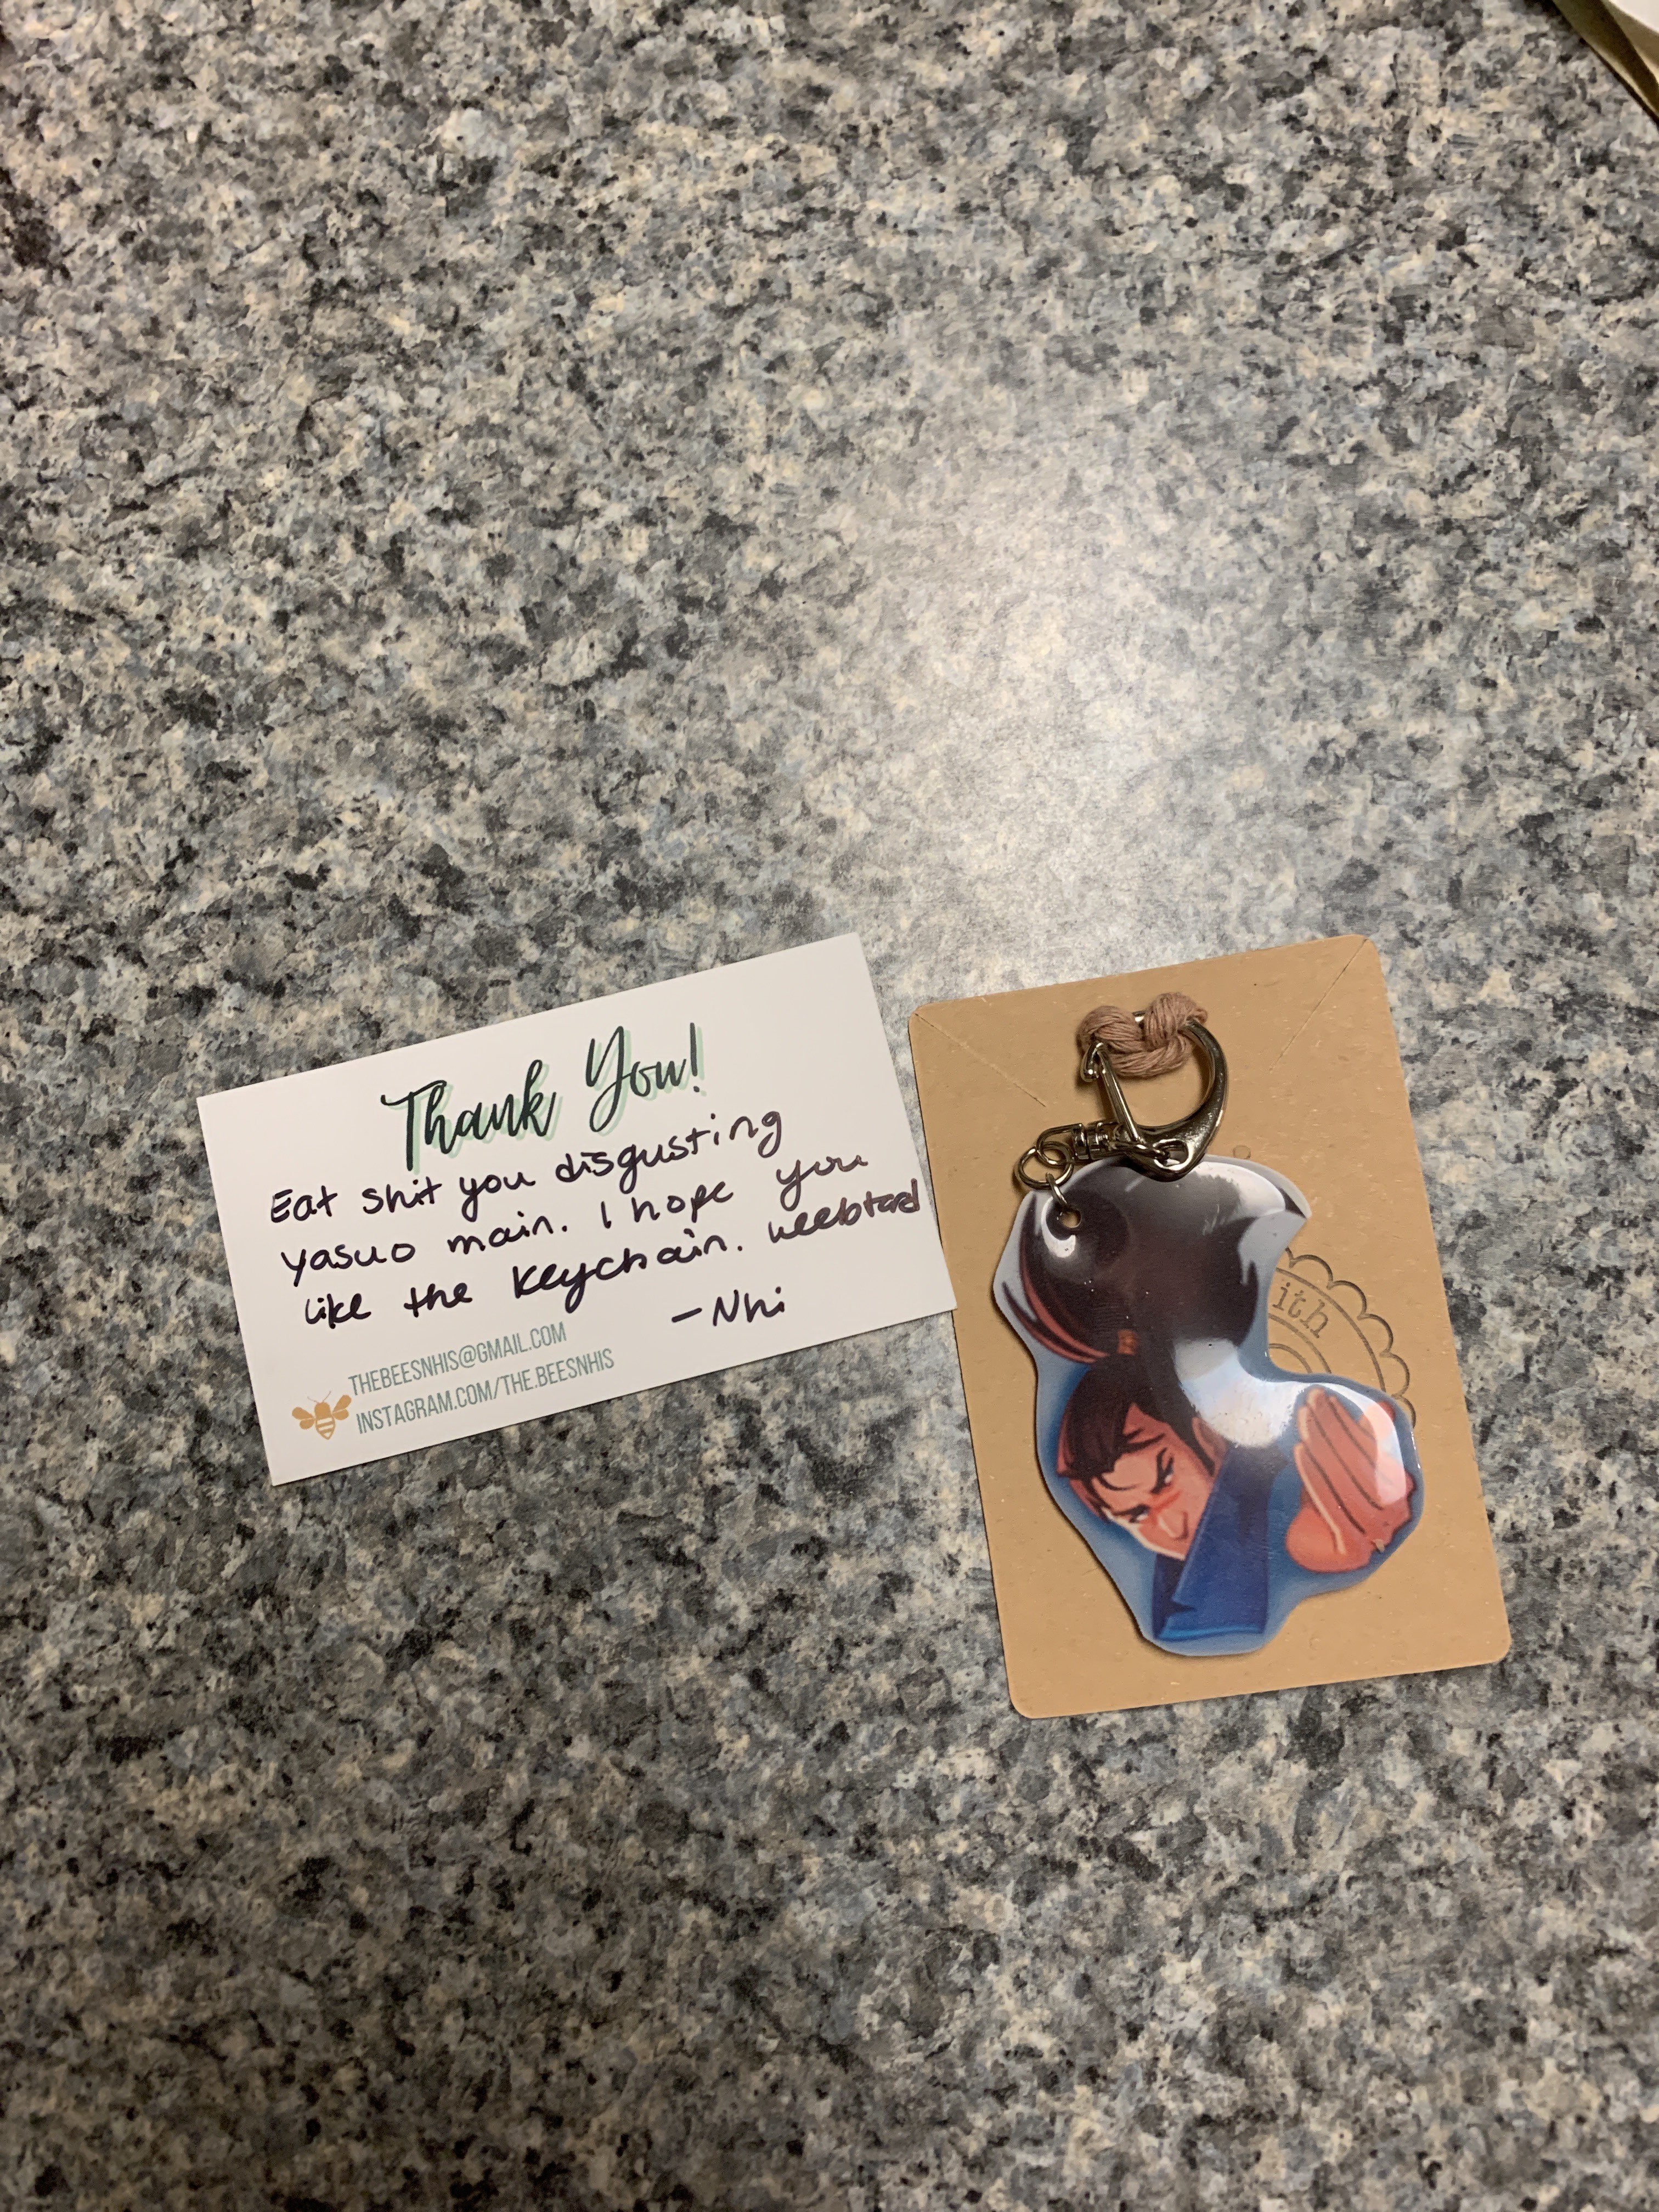 Thank You!
Eat shit you disgusting
yasuo main. I hope you
like the keychain. weebtard
-Nhi
THEBEESNHIS@GMAIL.COM
INSTAGRAM.COM/THE.BEESNHIS
ith